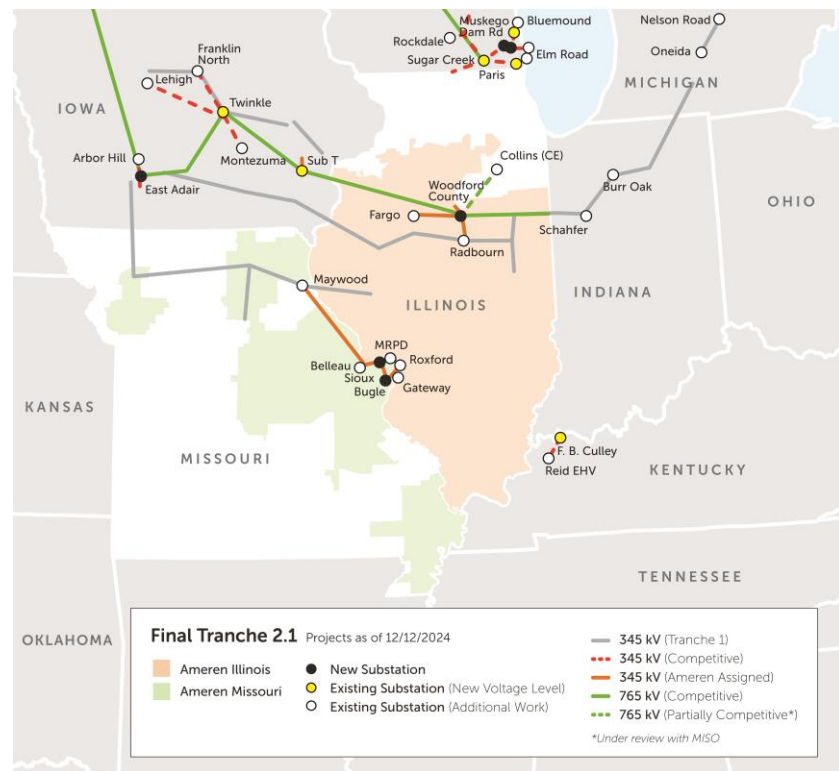 Muskego
Bluemound
Nelson Road
Dam Rd
Rockdale
Elm Road
Oneida
Sugar Creek
Paris
Franklin
North
MICHIGAN
Lehigh
IOWA
Twinkle
Arbor Hill
Montezuma
Sub T
Collins (CE)
East Adair
Woodford
County
Burr Oak
OHIO
Fargo
Schahfer
Radbourn
Maywood
ILLINOIS
INDIANA
MRPD
Roxford
Belleau
Sioux
Bugle
Gateway
KANSAS
MISSOURI
F. B. Culley
Reid EHV
KENTUCKY
TENNESSEE
OKLAHOMA
Final Tranche 2.1 Projects as of 12/12/2024
Ameren Illinois
Ameren Missouri
New Substation
Existing Substation (New Voltage Level)
Existing Substation (Additional Work)
345 kV (Tranche 1)
345 kV (Competitive)
345 kV (Ameren Assigned)
765 kV (Competitive)
765 kV (Partially Competitive*)
*Under review with MISO